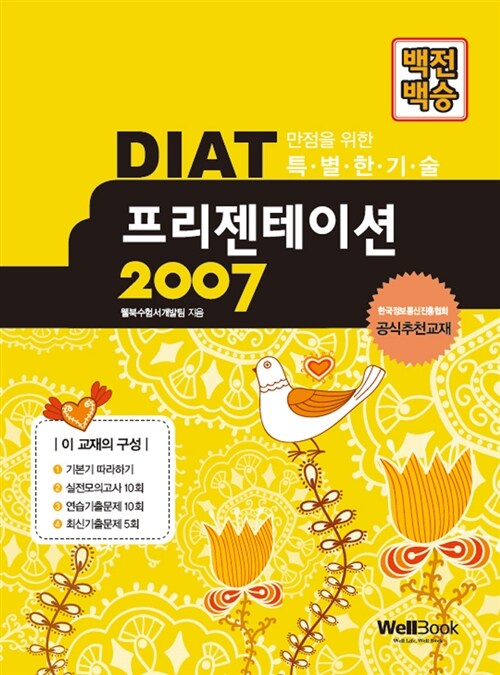 백전
백승
만점을 위한
DIAT 특·별·한·기·술
프리젠테이션
2007
웰북수험서개발팀 지음
한국정보통신진흥협회
공식추천교재
이 교재의 구성
1 기본기 따라하기
2 실전모의고사 10회
3 연습기출문제 10회
4 최신기출문제 5회
WellBook
Well Life, Well Book